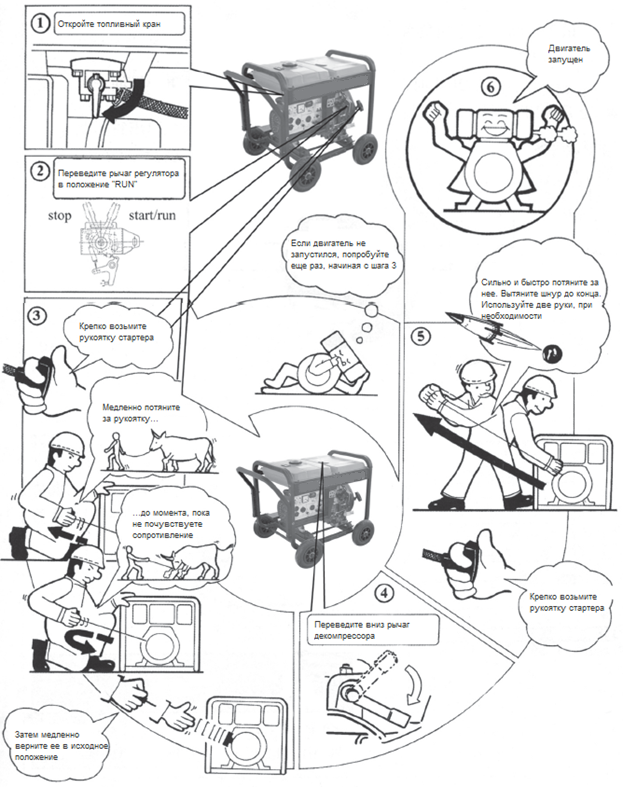 1
Откройте топливный кран
2
Переведите рычаг регулятора
в положение "RUN"
stop
start/run
3
Крепко возьмите
рукоятку стартера
Медленно потяните
за рукоятку...
...до момента, пока
не почувствуете
сопротивление
Затем медленно
верните ее в исходное
положение
4
Переведите вниз рычаг
декомпрессора
5
Крепко возьмите
рукоятку стартера
Сильно и быстро потяните за
нее. Вытяните шнур до конца.
Используйте две руки, при
необходимости
6
Двигатель
запущен
Если двигатель не
запустился, попробуйте
еще раз, начиная с шага 3